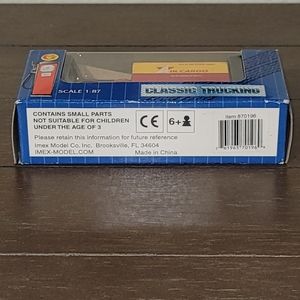 SCALE 1:87
CLASSIC TRUCKING
CONTAINS SMALL PARTS
NOT SUITABLE FOR CHILDREN
UNDER THE AGE OF 3
CE 6+
Item 870196
Please retain this information for future reference
Imex Model Co., Inc. Brooksville, FL 34604
IMEX-MODEL.COM
Made in China